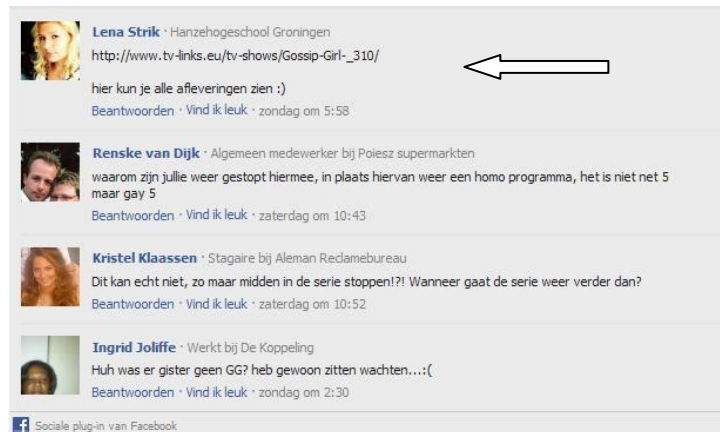 Lena Strik · Hanzehogeschool Groningen
http://www.tv-links.eu/tv-shows/Gossip-Girl-_310/
hier kun je alle afleveringen zien :)
Beantwoorden · Vind ik leuk · zondag om 5:58
Renske van Dijk · Algemeen medewerker bij Poiesz supermarkten
waarom zijn jullie weer gestopt hiermee, in plaats hiervan weer een homo programma, het is niet net 5
maar gay 5
Beantwoorden · Vind ik leuk · zaterdag om 10:43
Kristel Klaassen · Stagaire bij Aleman Reclamebureau
Dit kan echt niet, zo maar midden in de serie stoppen!?! Wanneer gaat de serie weer verder dan?
Beantwoorden · Vind ik leuk · zaterdag om 10:52
Ingrid Joliffe · Werkt bij De Koppeling
Huh was er gister geen GG? heb gewoon zitten wachten...:(
Beantwoorden · Vind ik leuk · zondag om 2:30
Sociale plug-in van Facebook